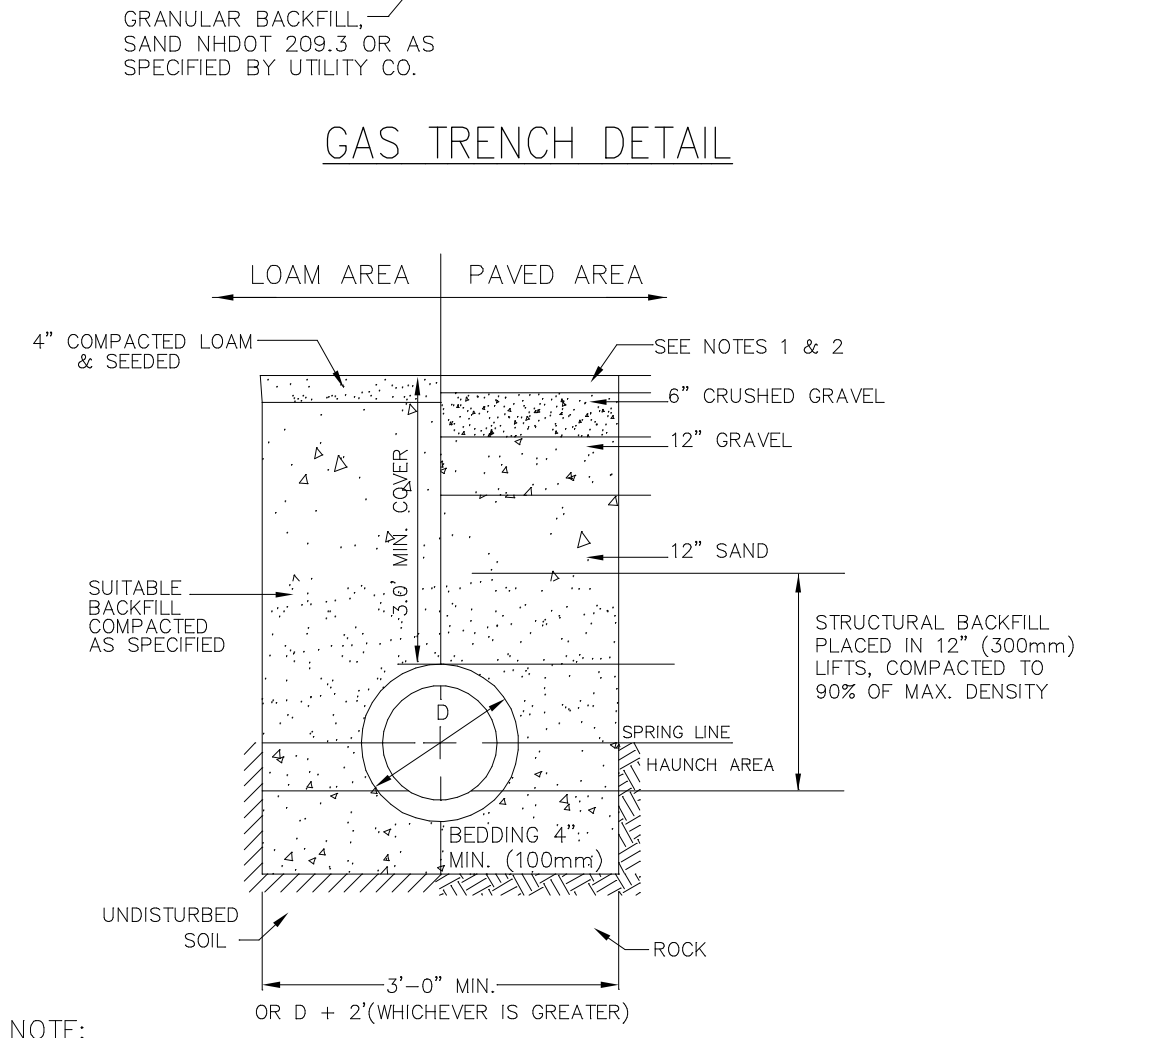 GRANULAR BACKFILL,
SAND NHDOT 209.3 OR AS
SPECIFIED BY UTILITY CO.
GAS TRENCH DETAIL
LOAM AREA
PAVED AREA
4" COMPACTED LOAM
& SEEDED
SEE NOTES 1 & 2
6" CRUSHED GRAVEL
12" GRAVEL
3.0' MIN. COVER
12" SAND
SUITABLE
BACKFILL
COMPACTED
AS SPECIFIED
STRUCTURAL BACKFILL
PLACED IN 12" (300mm)
LIFTS, COMPACTED TO
90% OF MAX. DENSITY
D
SPRING LINE
HAUNCH AREA
BEDDING 4"
MIN. (100mm)
UNDISTURBED
SOIL
ROCK
3'-0" MIN.
OR D + 2'(WHICHEVER IS GREATER)
NOTE: